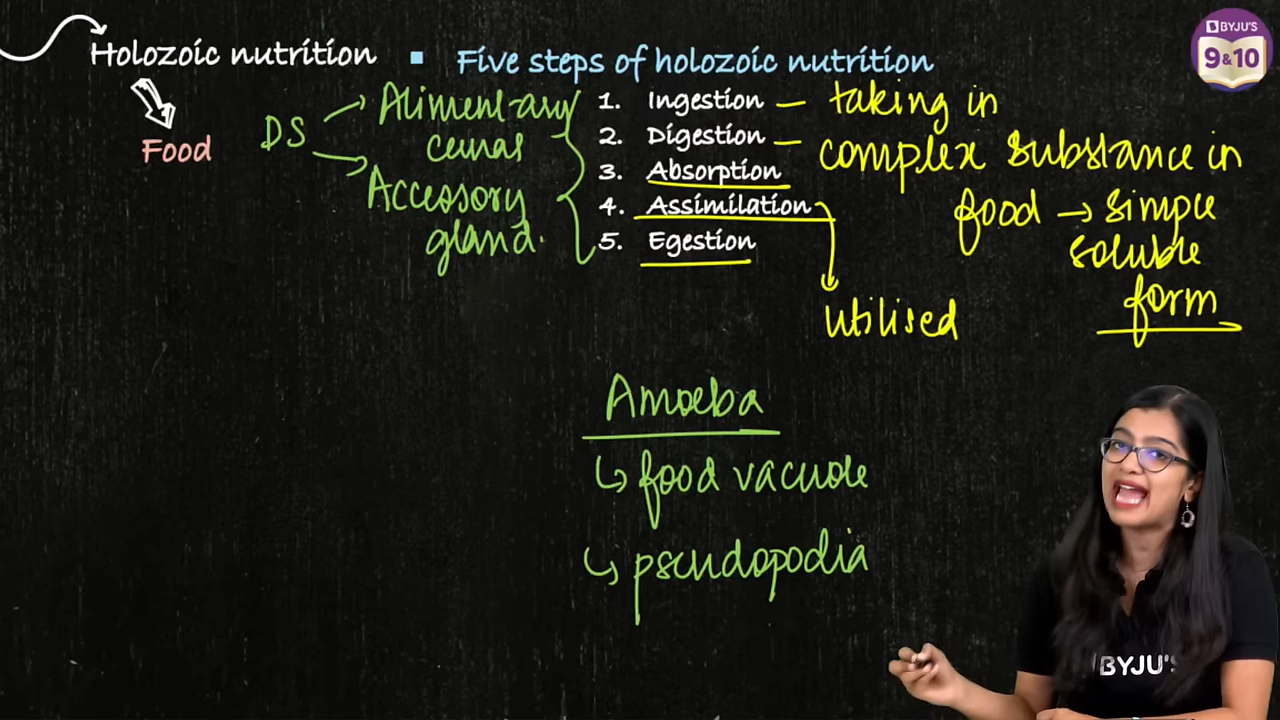 Holozoic nutrition
Food
DS
Alimentary
canal
Accessory
gland.
Five steps of holozoic nutrition
1. Ingestion – taking in
2. Digestion – complex substance in
food → simple
soluble
form
3. Absorption
4. Assimilation
utilised
5. Egestion
Amoeba
↳ food vacuole
↳ pseudopodia
BYJU'S
9&10
BYJU'S